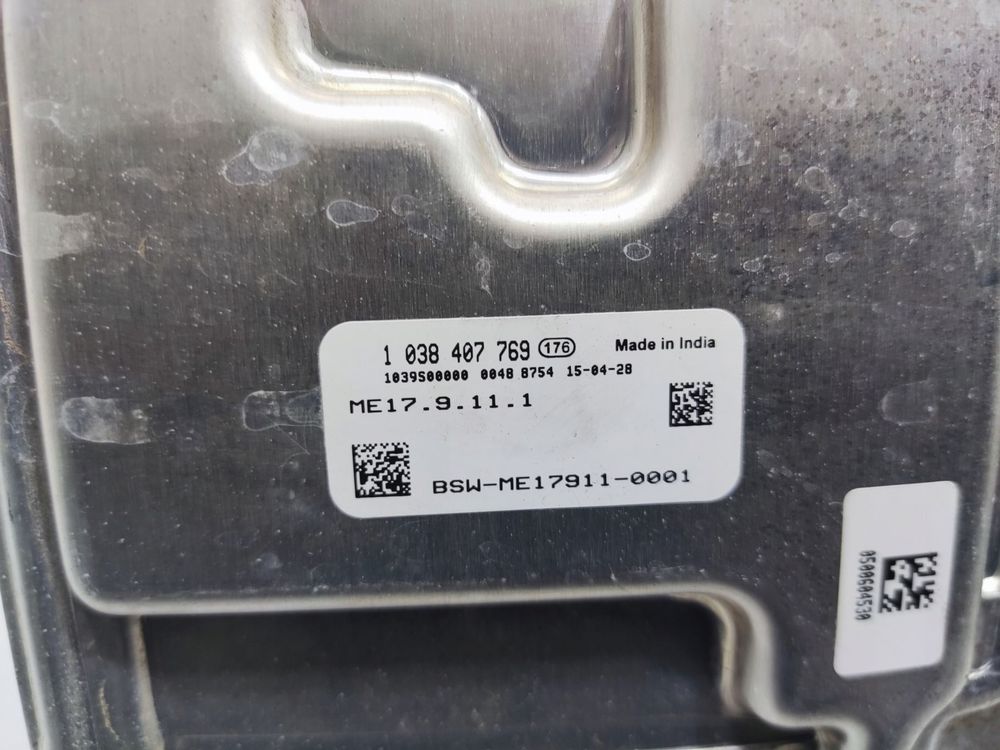 1 038 407 769 176 Made in India
1039S00000 0048 8754 15-04-28
ME17.9.11.1
BSW-ME17911-0001
0500604530